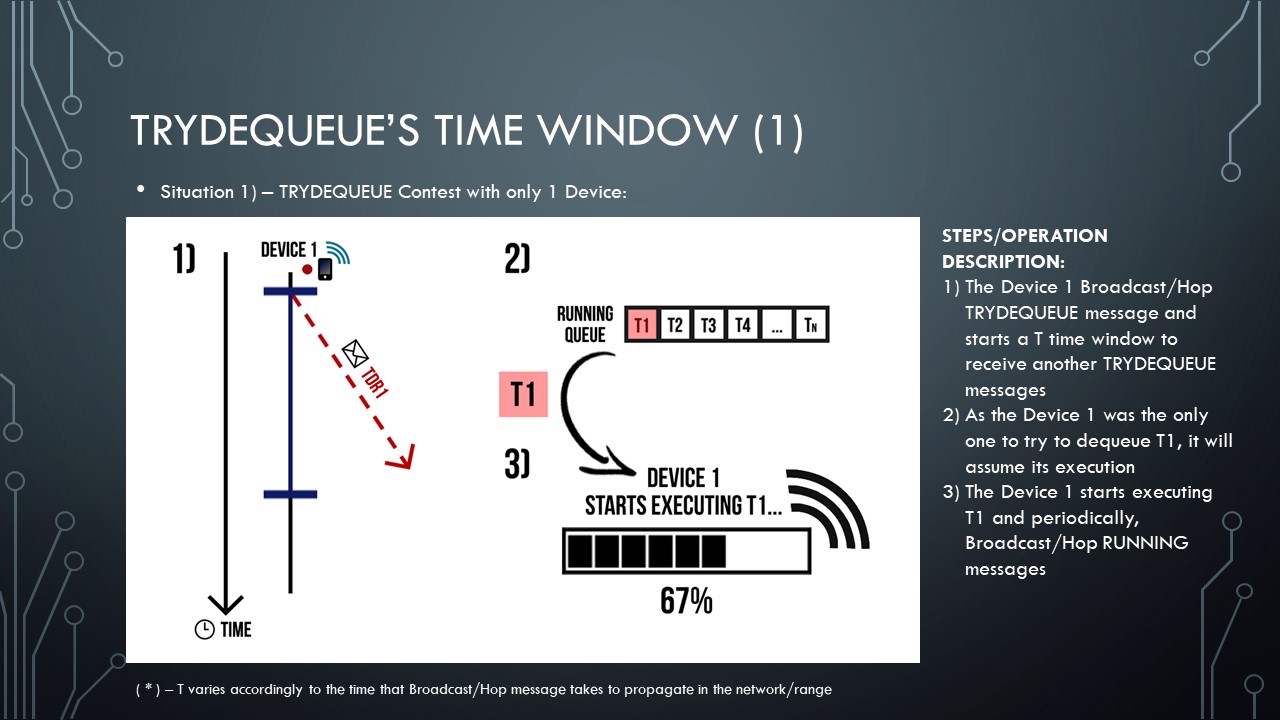 TRYDEQUEUE’S TIME WINDOW (1)
• Situation 1) – TRYDEQUEUE Contest with only 1 Device:
1)
DEVICE 1
TDR1
TIME
2)
RUNNING
QUEUE
T1 T2 T3 T4 ... TN
T1
3)
DEVICE 1
STARTS EXECUTING T1...
67%
STEPS/OPERATION
DESCRIPTION:
1) The Device 1 Broadcast/Hop
TRYDEQUEUE message and
starts a T time window to
receive another TRYDEQUEUE
messages
2) As the Device 1 was the only
one to try to dequeue T1, it will
assume its execution
3) The Device 1 starts executing
T1 and periodically,
Broadcast/Hop RUNNING
messages
( * ) – T varies accordingly to the time that Broadcast/Hop message takes to propagate in the network/range